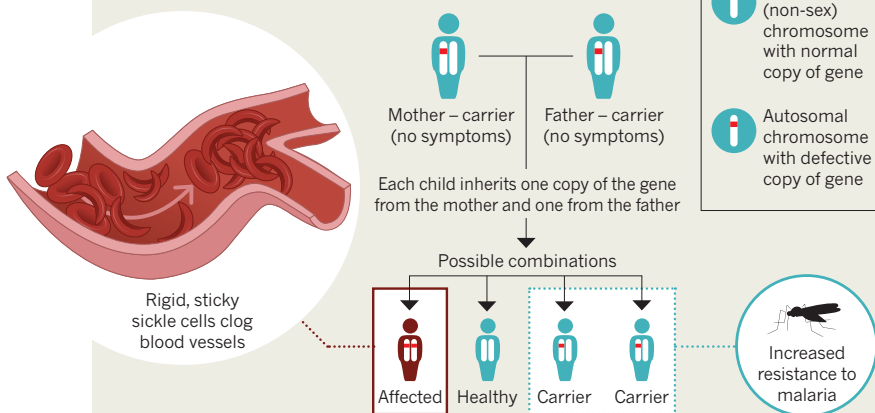 (non-sex)
chromosome
with normal
copy of gene
Mother – carrier
(no symptoms)
Father – carrier
(no symptoms)
Autosomal
chromosome
with defective
copy of gene
Each child inherits one copy of the gene
from the mother and one from the father
Possible combinations
Rigid, sticky
sickle cells clog
blood vessels
Affected
Healthy
Carrier
Carrier
Increased
resistance to
malaria